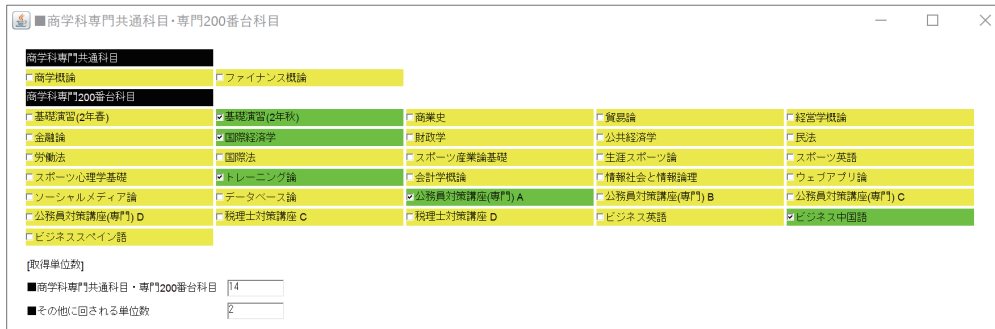 ■商学科専門共通科目・専門200番台科目
商学科専門共通科目
商学概論 ファイナンス概論
商学科専門200番台科目
基礎演習(2年春) 基礎演習(2年秋) 商業史 貿易論 経営学概論
金融論 国際経済学 財政学 公共経済学 民法
労働法 国際法 スポーツ産業論基礎 生涯スポーツ論 スポーツ英語
スポーツ心理学基礎 トレーニング論 会計学概論 情報社会と情報論理 ウェブアプリ論
ソーシャルメディア論 データベース論 公務員対策講座(専門) A 公務員対策講座(専門) B 公務員対策講座(専門) C
公務員対策講座(専門) D 税理士対策講座 C 税理士対策講座 D ビジネス英語 ビジネス中国語
ビジネススペイン語
[取得単位数]
■商学科専門共通科目・専門200番台科目 14
■その他に回される単位数 2